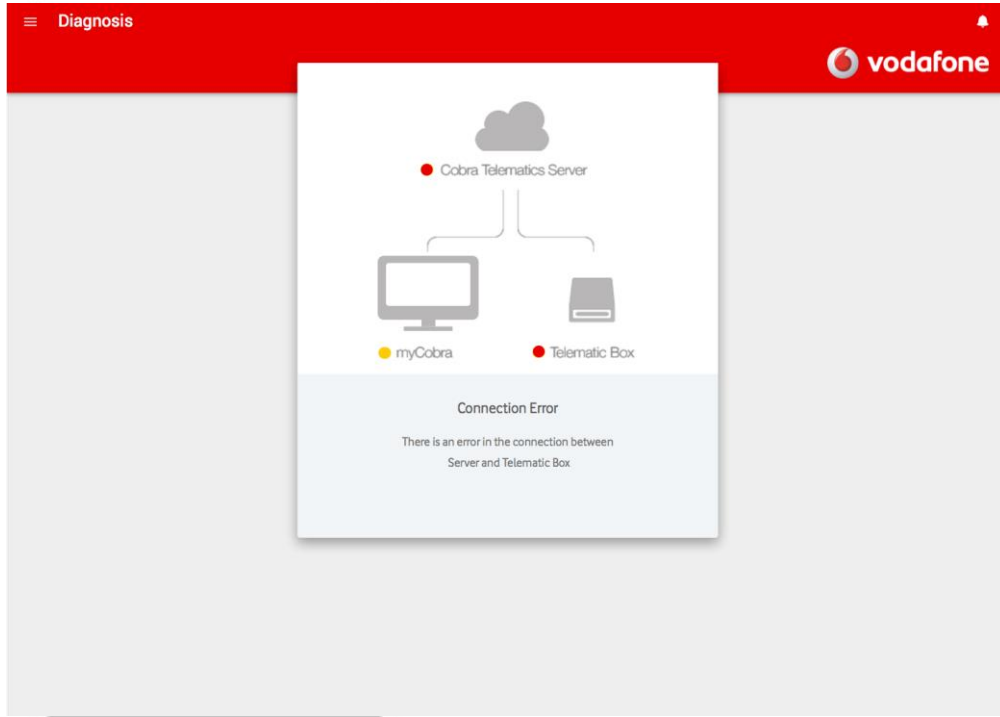 Diagnosis
vodafone
Cobra Telematics Server
myCobra
Telematic Box
Connection Error
There is an error in the connection between
Server and Telematic Box